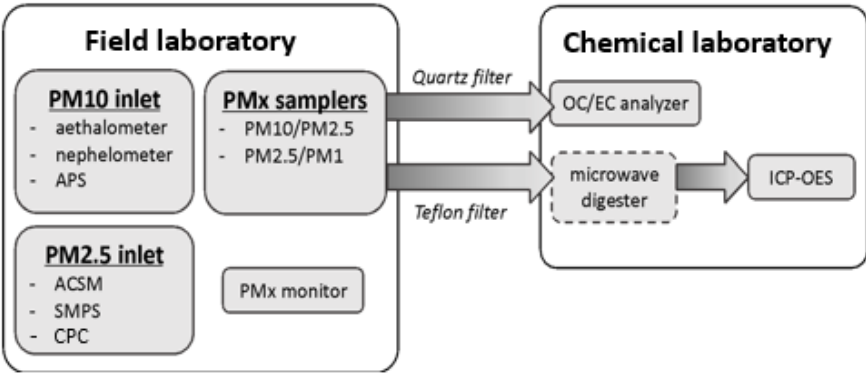 Field laboratory
PM10 inlet
- aethalometer
- nephelometer
- APS
PMx samplers
- PM10/PM2.5
- PM2.5/PM1
PM2.5 inlet
- ACSM
- SMPS
- CPC
PMx monitor
Quartz filter
Teflon filter
Chemical laboratory
OC/EC analyzer
microwave
digester
ICP-OES